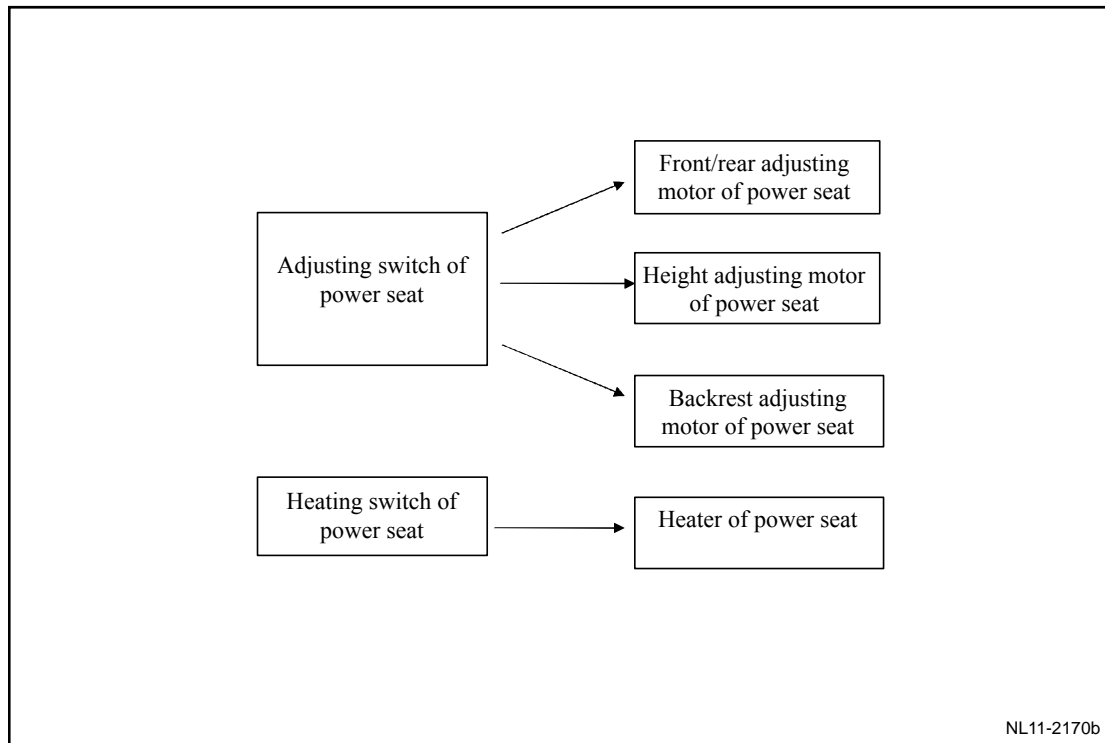 Front/rear adjusting
motor of power seat
Adjusting switch of
power seat
Height adjusting motor
of power seat
Backrest adjusting
motor of power seat
Heating switch of
power seat
Heater of power seat
NL11-2170b